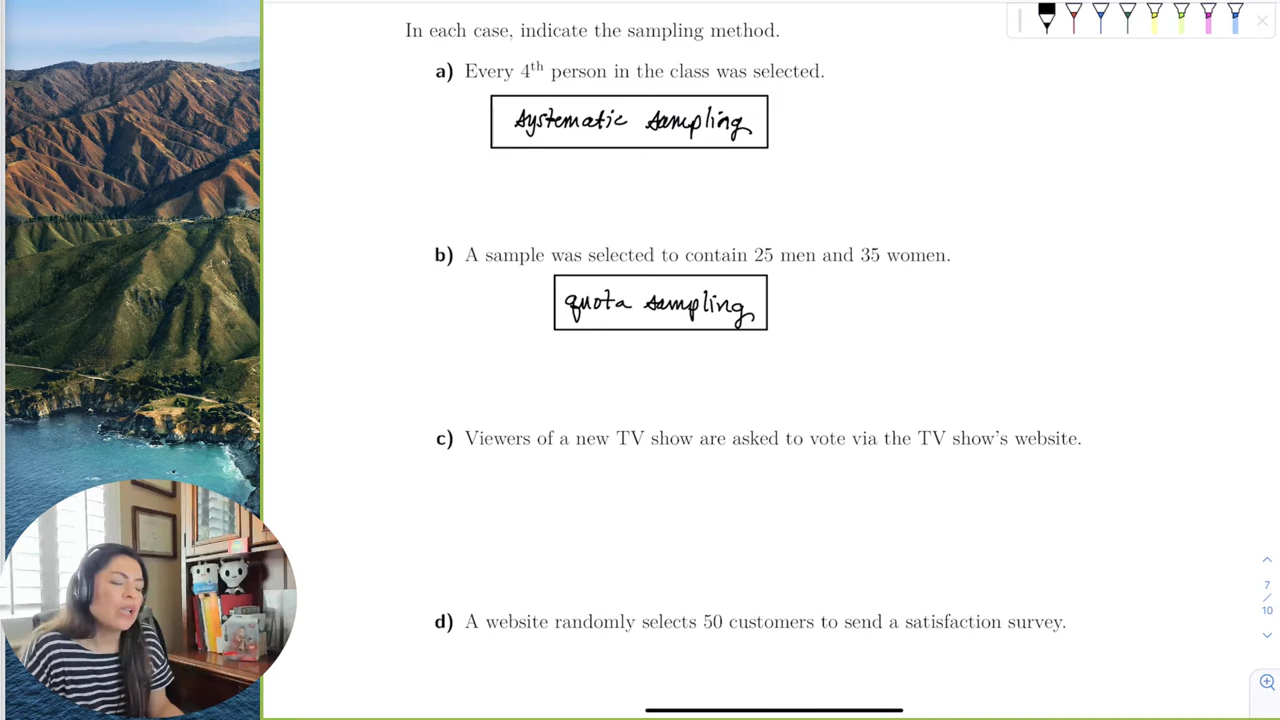 In each case, indicate the sampling method.
a) Every 4th person in the class was selected.
systematic sampling
b) A sample was selected to contain 25 men and 35 women.
quota sampling
c) Viewers of a new TV show are asked to vote via the TV show's website.
d) A website randomly selects 50 customers to send a satisfaction survey.
7
/
10